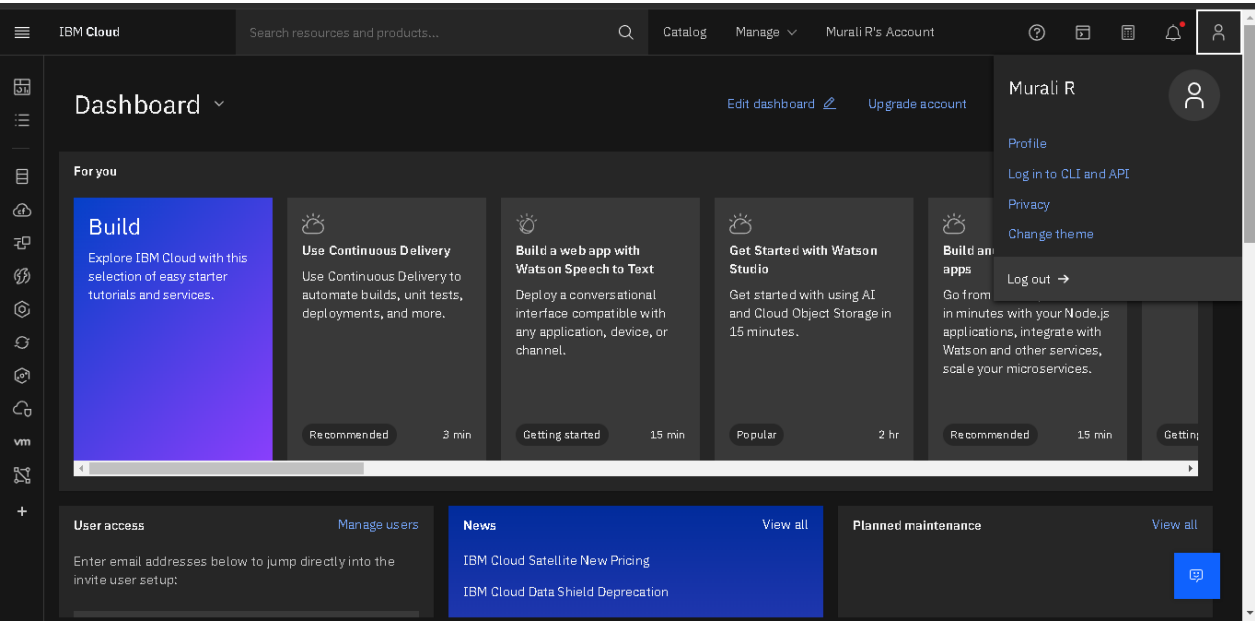 IBM Cloud
Search resources and products...
Catalog
Manage
Murali R's Account
Murali R
Profile
Log in to CLI and API
Privacy
Change theme
Log out
Dashboard
Edit dashboard
Upgrade account
For you
Build
Explore IBM Cloud with this
selection of easy starter
tutorials and services.
Use Continuous Delivery
Use Continuous Delivery to
automate builds, unit tests,
deployments, and more.
Recommended
3 min
Build a web app with
Watson Speech to Text
Deploy a conversational
interface compatible with
any application, device, or
channel.
Getting started
15 min
Get Started with Watson
Studio
Get started with using AI
and Cloud Object Storage in
15 minutes.
Popular
2 hr
Build
apps
Go from
in minutes with your Node.js
applications, integrate with
Watson and other services,
scale your microservices.
Recommended
15 min
vm
User access
Manage users
Enter email addresses below to jump directly into the
invite user setup:
News
View all
IBM Cloud Satellite New Pricing
IBM Cloud Data Shield Deprecation
Planned maintenance
View all